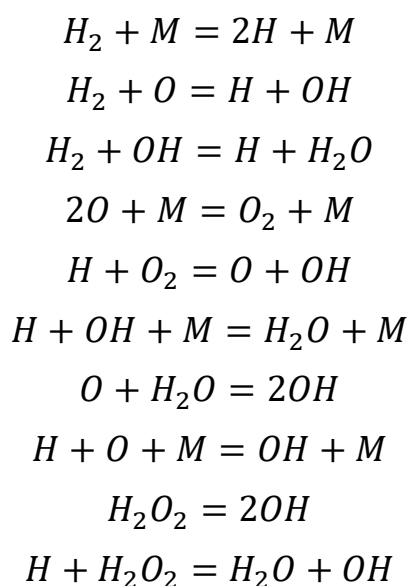 H₂ + M = 2H + M
H₂ + O = H + OH
H₂ + OH = H + H₂O
2O + M = O₂ + M
H + O₂ = O + OH
H + OH + M = H₂O + M
O + H₂O = 2OH
H + O + M = OH + M
H₂O₂ = 2OH
H + H₂O₂ = H₂O + OH